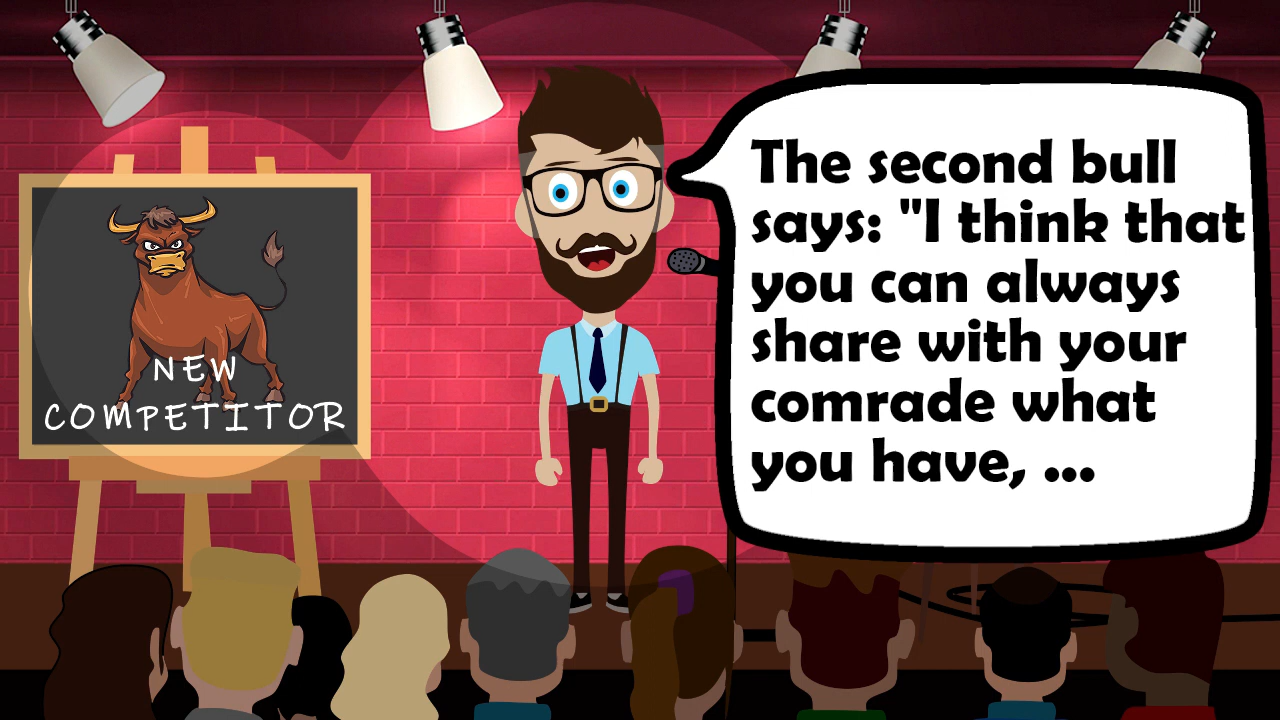 NEW
COMPETITOR
The second bull
says: "I think that
you can always
share with your
comrade what
you have, ...